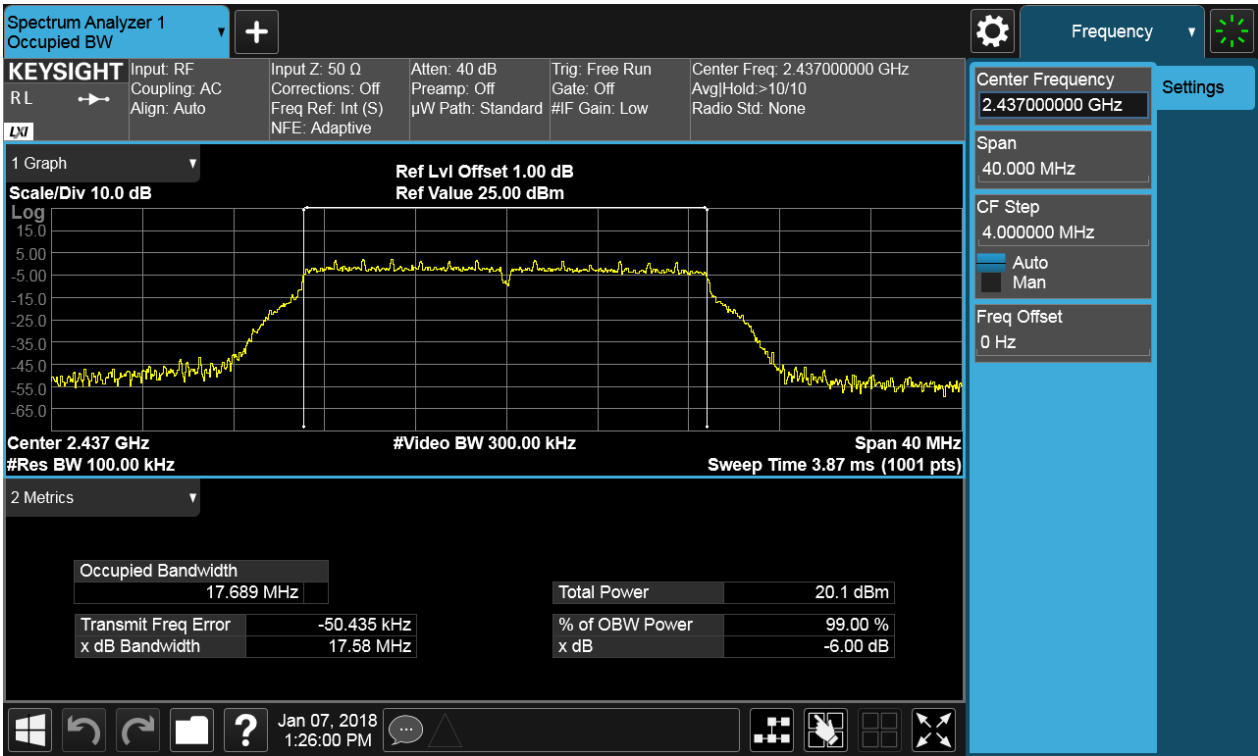 Spectrum Analyzer 1
Occupied BW
+
Frequency
KEYSIGHT
R L
LXI
Input: RF
Coupling: AC
Align: Auto
Input Z: 50 Ω
Corrections: Off
Freq Ref: Int (S)
NFE: Adaptive
Atten: 40 dB
Preamp: Off
µW Path: Standard
Trig: Free Run
Gate: Off
#IF Gain: Low
Center Freq: 2.437000000 GHz
Avg|Hold:>10/10
Radio Std: None
Center Frequency
2.437000000 GHz
Settings
Span
40.000 MHz
CF Step
4.000000 MHz
Auto
Man
Freq Offset
0 Hz
1 Graph
Scale/Div 10.0 dB
Ref Lvl Offset 1.00 dB
Ref Value 25.00 dBm
Log
15.0
5.00
-5.00
-15.0
-25.0
-35.0
-45.0
-55.0
-65.0
Center 2.437 GHz
#Video BW 300.00 kHz
Span 40 MHz
#Res BW 100.00 kHz
Sweep Time 3.87 ms (1001 pts)
2 Metrics
Occupied Bandwidth
17.689 MHz
Total Power 20.1 dBm
Transmit Freq Error -50.435 kHz
% of OBW Power 99.00 %
x dB Bandwidth 17.58 MHz
x dB -6.00 dB
?
Jan 07, 2018
1:26:00 PM